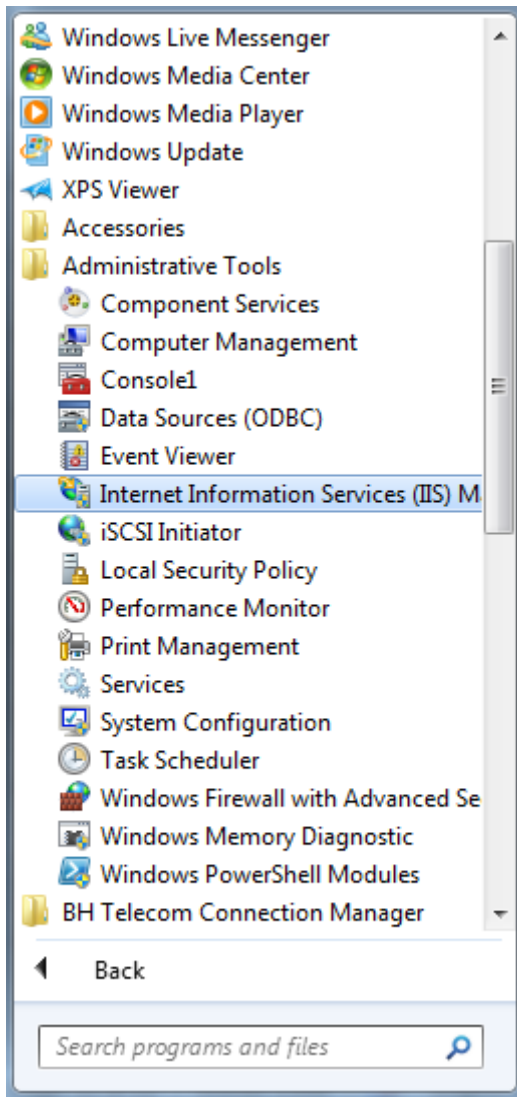 Windows Live Messenger
Windows Media Center
Windows Media Player
Windows Update
XPS Viewer
Accessories
Administrative Tools
Component Services
Computer Management
Console1
Data Sources (ODBC)
Event Viewer
Internet Information Services (IIS) M
iSCSI Initiator
Local Security Policy
Performance Monitor
Print Management
Services
System Configuration
Task Scheduler
Windows Firewall with Advanced Se
Windows Memory Diagnostic
Windows PowerShell Modules
BH Telecom Connection Manager
Back
Search programs and files